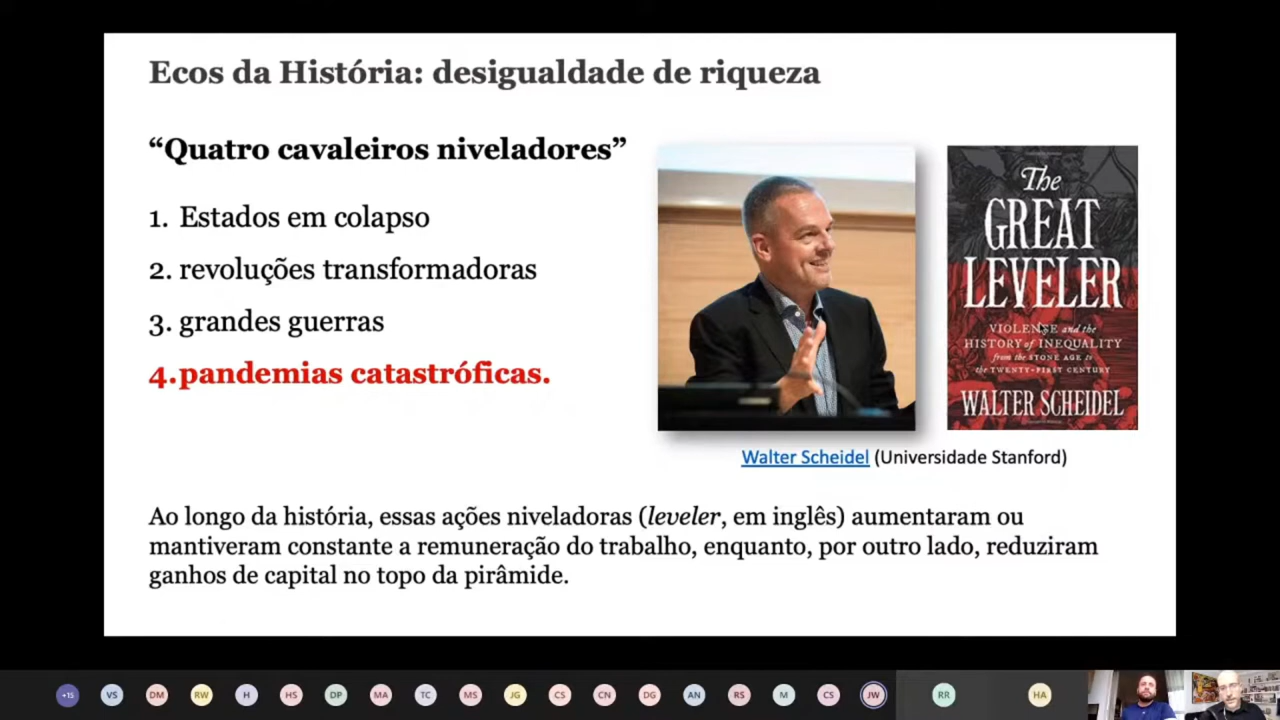 Ecos da História: desigualdade de riqueza
“Quatro cavaleiros niveladores”
1. Estados em colapso
2. revoluções transformadoras
3. grandes guerras
4.pandemias catastróficas.
The
GREAT
LEVELER
VIOLENSE and the
HISTORY of INEQUALITY
from the STONE AGE to
the TWENTY-FIRST CENTURY
WALTER SCHEIDEL
Walter Scheidel (Universidade Stanford)
Ao longo da história, essas ações niveladoras (leveler, em inglês) aumentaram ou
mantiveram constante a remuneração do trabalho, enquanto, por outro lado, reduziram
ganhos de capital no topo da pirâmide.
+15 VS DM RW H HS DP MA TC MS JG CS CN DG AN RS M CS JW RR HA